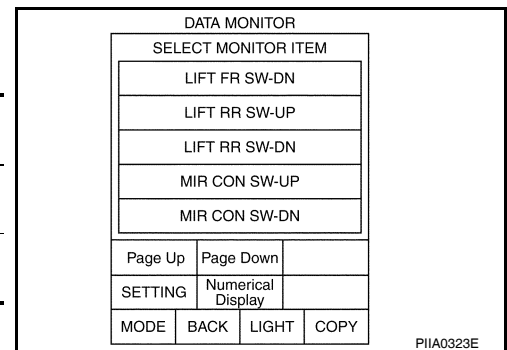 DATA MONITOR
SELECT MONITOR ITEM
LIFT FR SW-DN
LIFT RR SW-UP
LIFT RR SW-DN
MIR CON SW-UP
MIR CON SW-DN
Page Up Page Down
SETTING Numerical
Display
MODE BACK LIGHT COPY
PIIA0323E